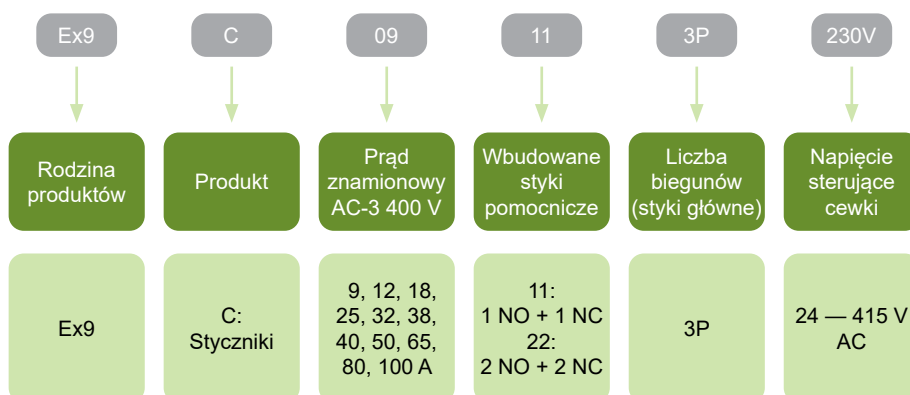 Ex9
C
09
11
3P
230V
Rodzina
produktów
Produkt
Prąd
znamionowy
AC-3 400 V
Wbudowane
styki
pomocnicze
Liczba
biegunów
(styki główne)
Napięcie
sterujące
cewki
Ex9
C:
Styczniki
9, 12, 18,
25, 32, 38,
40, 50, 65,
80, 100 A
11:
1 NO + 1 NC
22:
2 NO + 2 NC
3P
24 — 415 V
AC